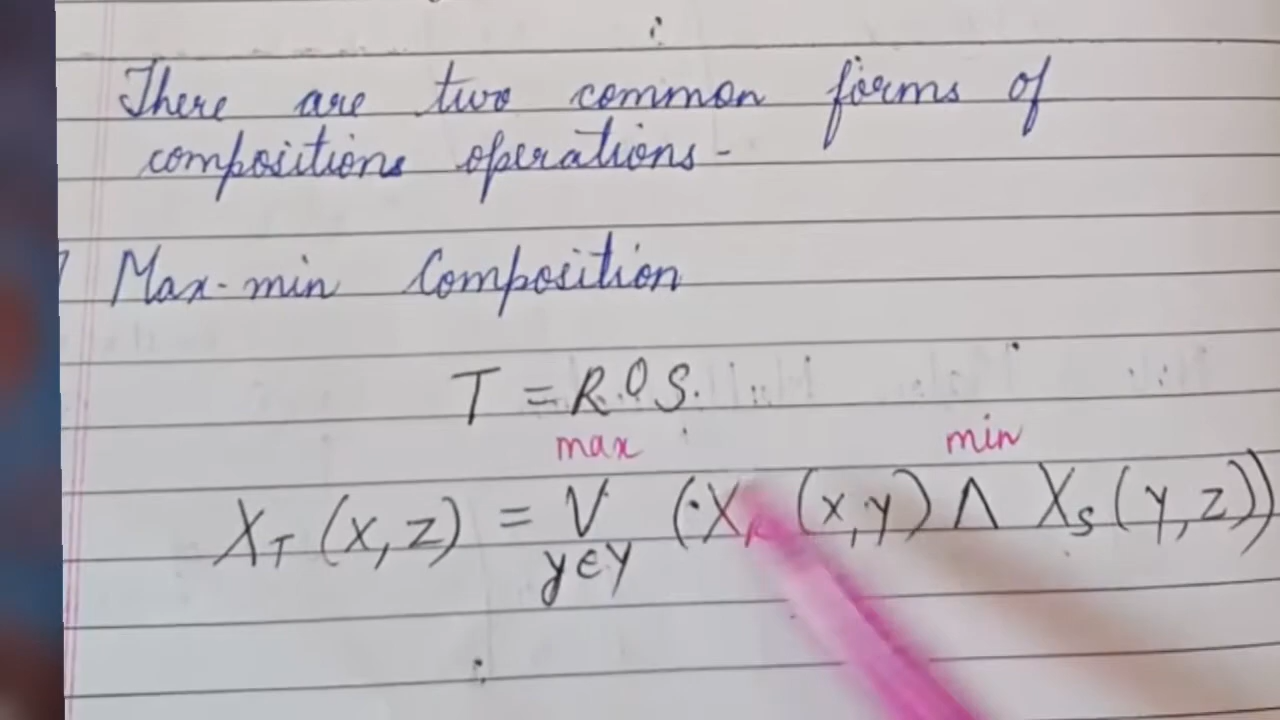 There are two common forms of
compositions operations-
Max-min Composition
T = R.O S.
max min
X_T (x, z) = V (X_R (x, y) Λ X_S (y, z))
y∈Y